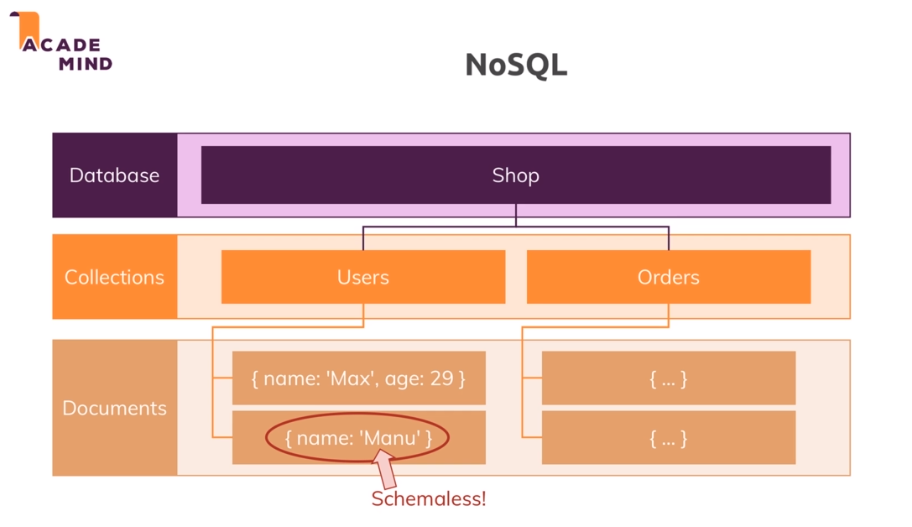 ACADE
MIND
NoSQL
Database
Shop
Collections
Users
Orders
Documents
{ name: 'Max', age: 29 }
{ ... }
{ name: 'Manu' }
{ ... }
Schemaless!